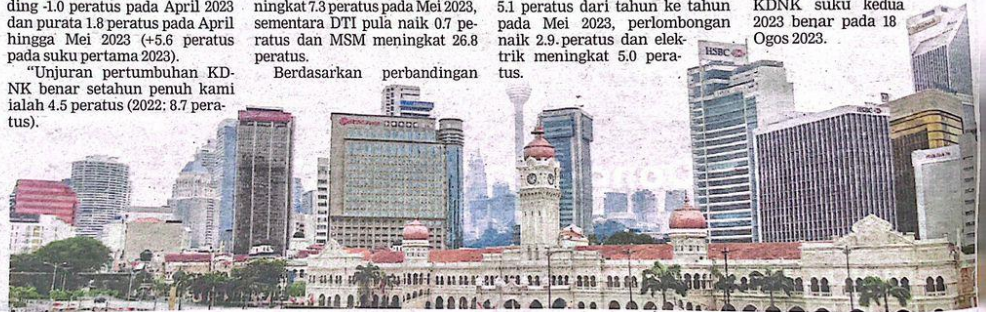 ding -1.0 peratus pada April 2023
dan purata 1.8 peratus pada April
hingga Mei 2023 (+5.6 peratus
pada suku pertama 2023).
"Unjuran pertumbuhan KD-
NK benar setahun penuh kami
ialah 4.5 peratus (2022: 8.7 pera-
tus).
ningkat 7.3 peratus pada Mei 2023,
sementara DTI pula naik 0.7 pe-
ratus dan MSM meningkat 26.8
peratus.
Berdasarkan perbandingan
5.1 peratus dari tahun ke tahun
pada Mei 2023, perlombongan
naik 2.9 peratus dan elek-
trik meningkat 5.0 pera-
tus.
KDNK suku kedua
2023 benar pada 18
Ogos 2023.
HSBC
HSBC